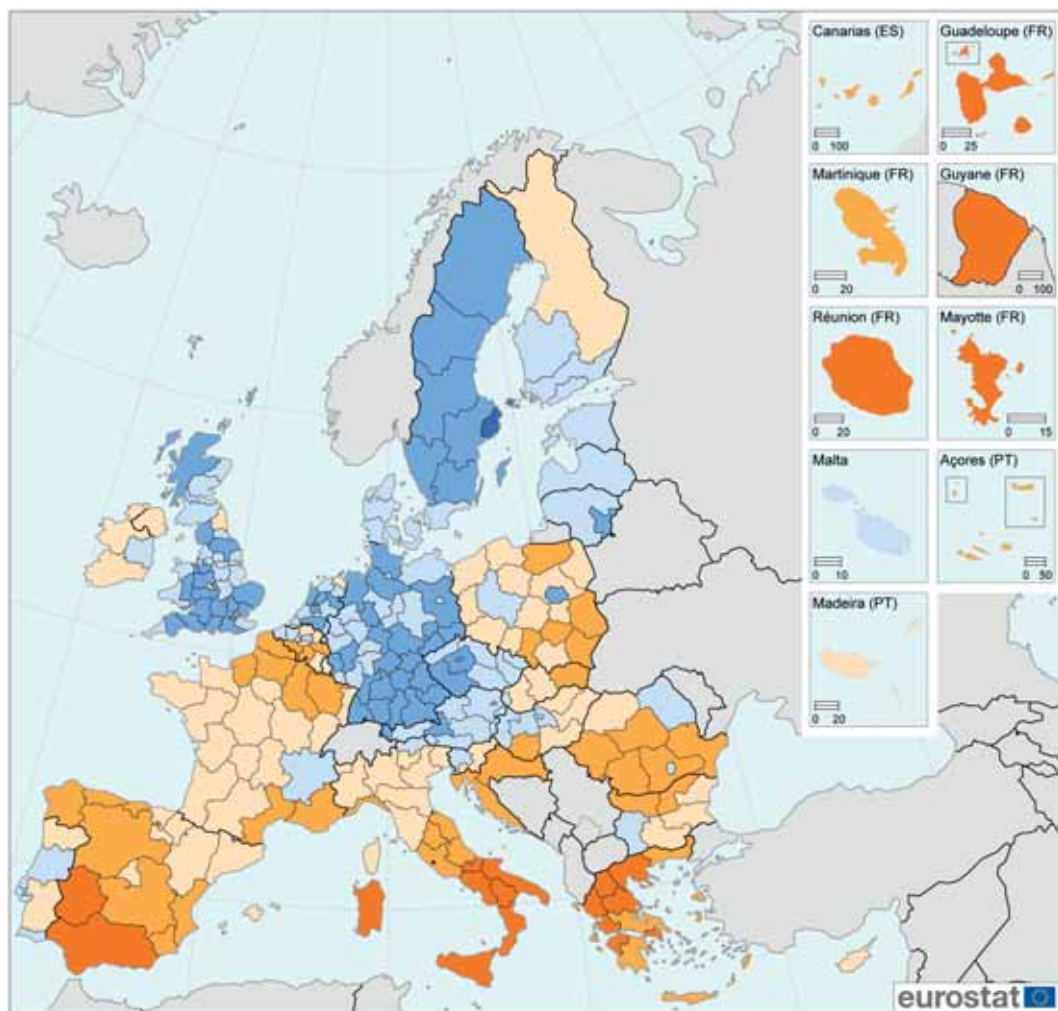 Canarias (ES)
0 100
Guadeloupe (FR)
0 25
Martinique (FR)
0 20
Guyane (FR)
0 100
Réunion (FR)
0 20
Mayotte (FR)
0 15
Malta
0 10
Açores (PT)
0 50
Madeira (PT)
0 20
eurostat